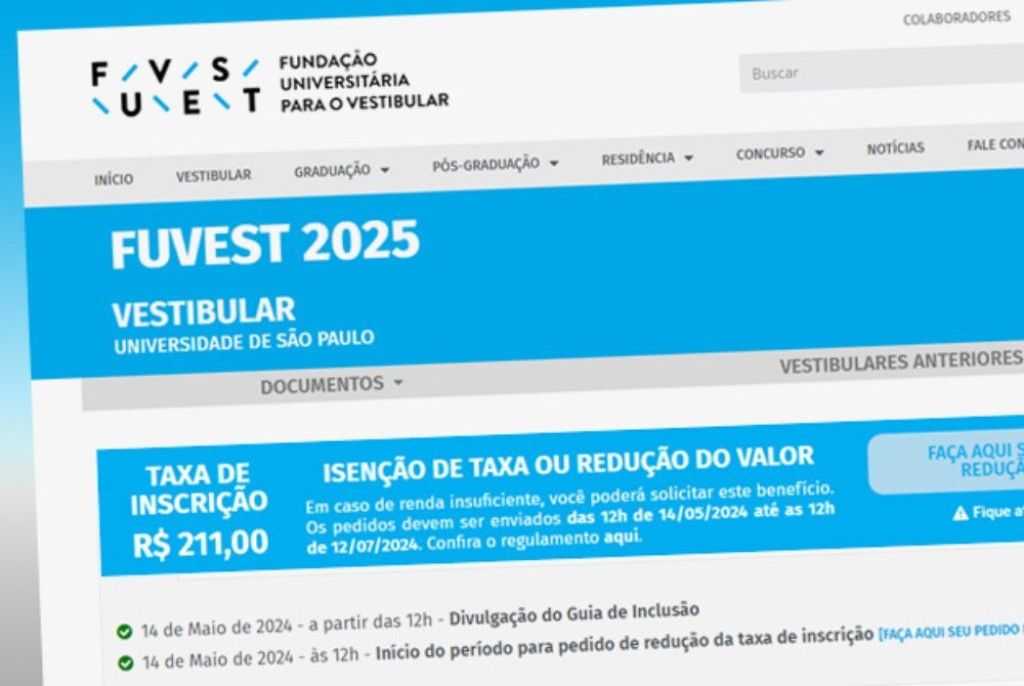 COLABORADORES
F V S
U E T
FUNDAÇÃO
UNIVERSITÁRIA
PARA O VESTIBULAR
Buscar
INÍCIO VESTIBULAR GRADUAÇÃO PÓS-GRADUAÇÃO RESIDÊNCIA CONCURSO NOTÍCIAS FALE CON
FUVEST 2025
VESTIBULAR
UNIVERSIDADE DE SÃO PAULO
DOCUMENTOS VESTIBULARES ANTERIORES
TAXA DE
INSCRIÇÃO
R$ 211,00
ISENÇÃO DE TAXA OU REDUÇÃO DO VALOR
Em caso de renda insuficiente, você poderá solicitar este benefício.
Os pedidos devem ser enviados das 12h de 14/05/2024 até as 12h
de 12/07/2024. Confira o regulamento aqui.
FAÇA AQUI S
REDUÇÃ
Fique at
14 de Maio de 2024 - a partir das 12h - Divulgação do Guia de Inclusão
14 de Maio de 2024 - às 12h - Início do período para pedido de redução da taxa de inscrição [FAÇA AQUI SEU PEDIDO